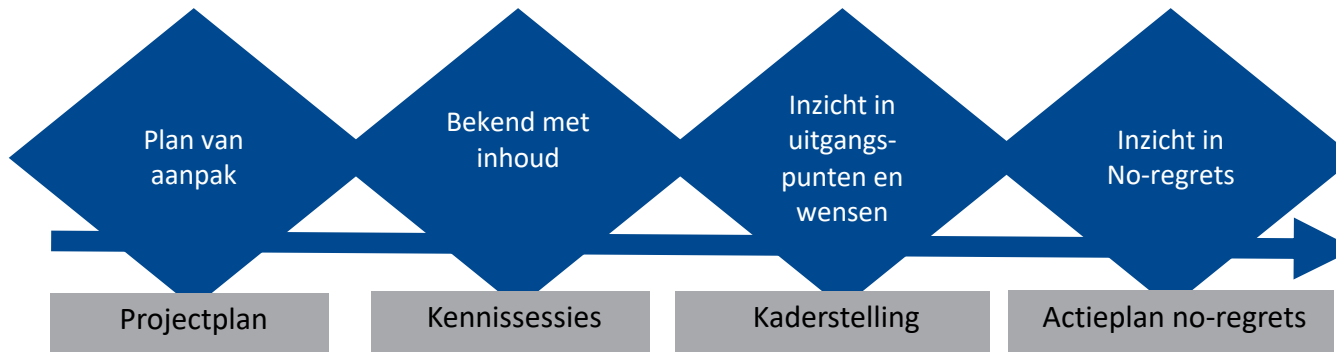 Plan van
aanpak
Bekend met
inhoud
Inzicht in
uitgangs-
punten en
wensen
Inzicht in
No-regrets
Projectplan
Kennissessies
Kaderstelling
Actieplan no-regrets